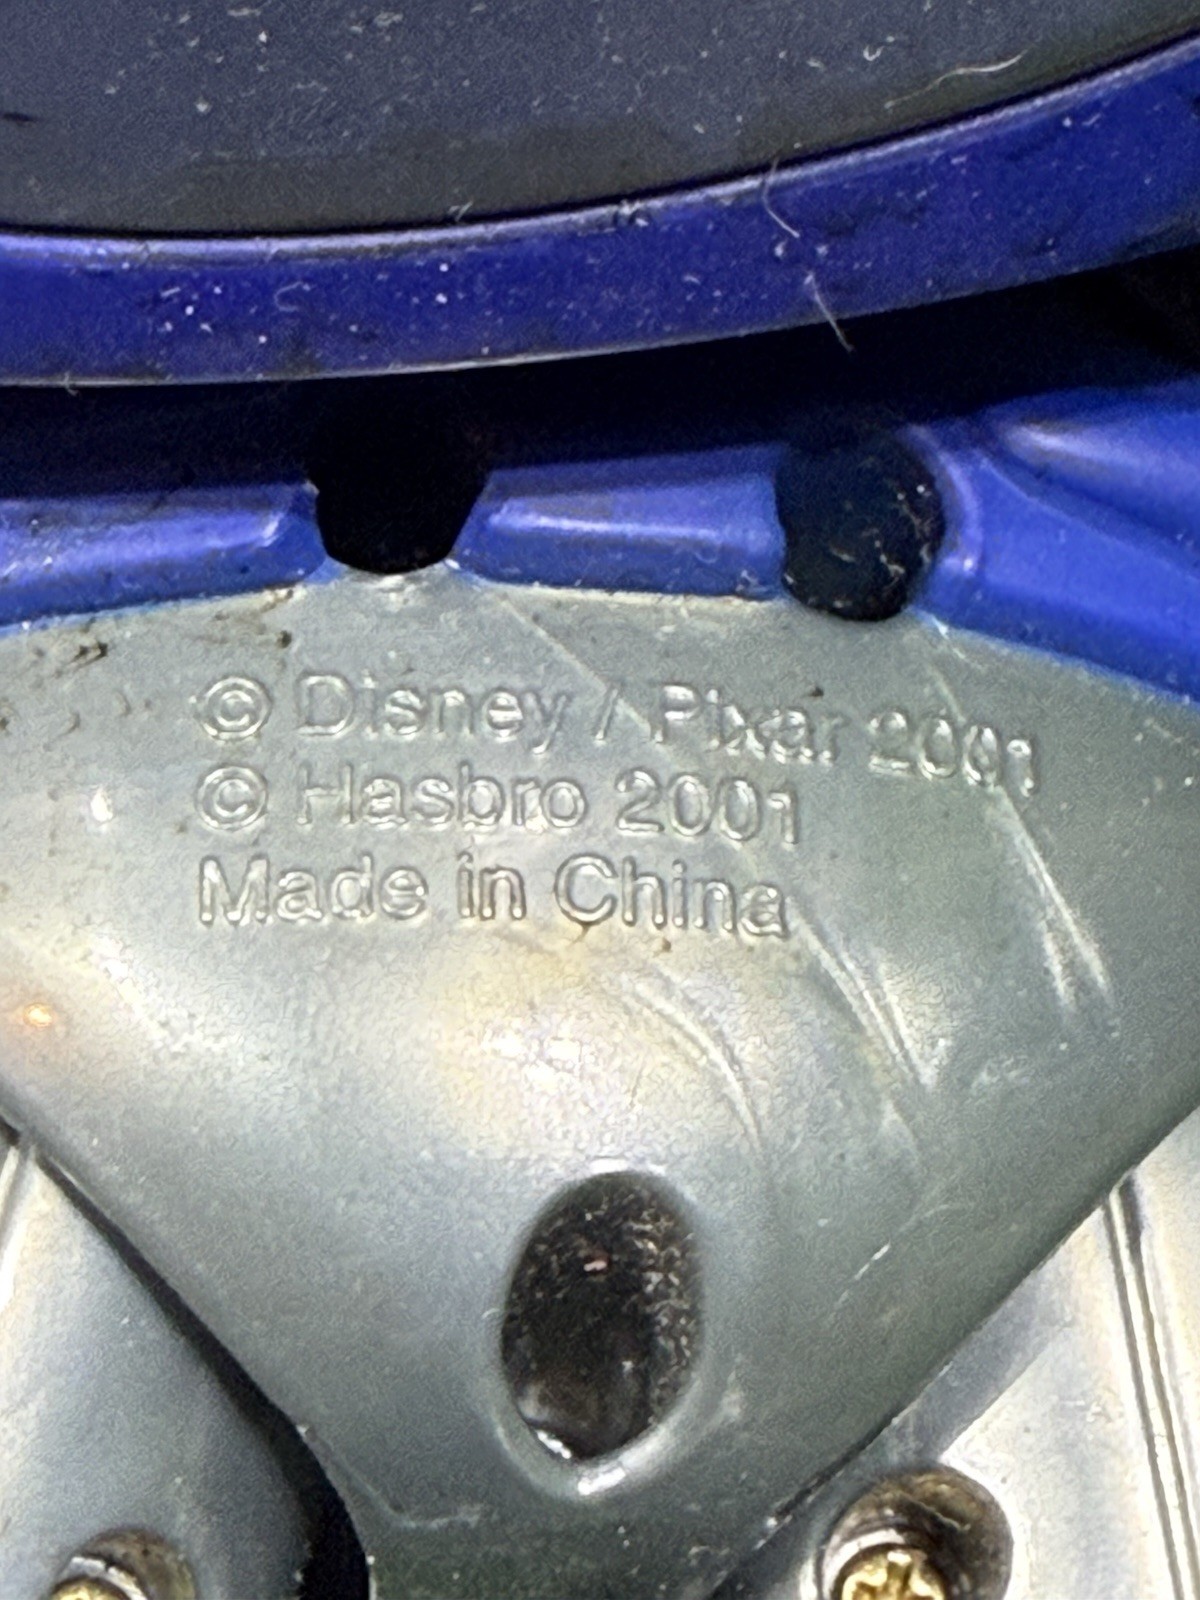 © Disney / Pixar 2001
© Hasbro 2001
Made in China